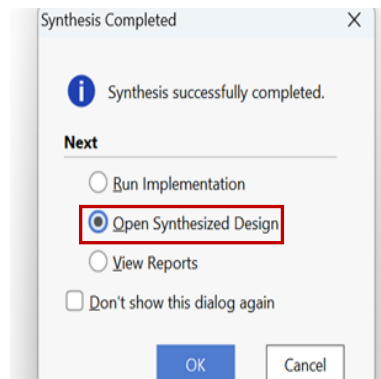 Synthesis Completed
Synthesis successfully completed.
Next
Run Implementation
Open Synthesized Design
View Reports
Don't show this dialog again
OK
Cancel